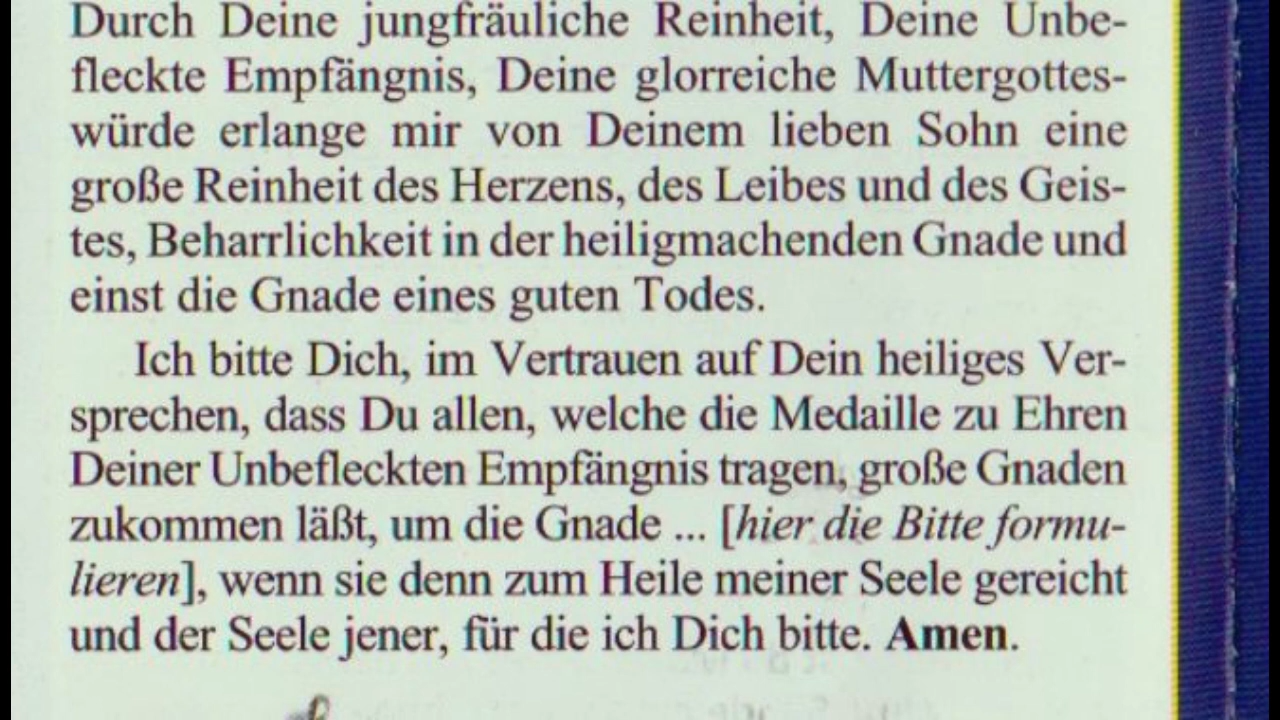 Durch Deine jungfräuliche Reinheit, Deine Unbe-
fleckte Empfängnis, Deine glorreiche Muttergottes-
würde erlange mir von Deinem lieben Sohn eine
große Reinheit des Herzens, des Leibes und des Geis-
tes, Beharrlichkeit in der heiligmachenden Gnade und
einst die Gnade eines guten Todes.
Ich bitte Dich, im Vertrauen auf Dein heiliges Ver-
sprechen, dass Du allen, welche die Medaille zu Ehren
Deiner Unbefleckten Empfängnis tragen, große Gnaden
zukommen läßt, um die Gnade ... [hier die Bitte formu-
lieren], wenn sie denn zum Heile meiner Seele gereicht
und der Seele jener, für die ich Dich bitte. Amen.